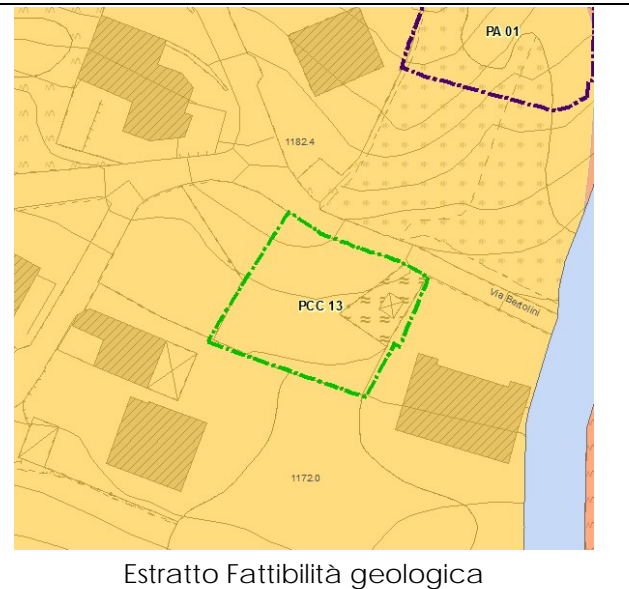 PA 01
1182.4
PCC 13
Via Bertolini
1172.0
Estratto Fattibilità geologica